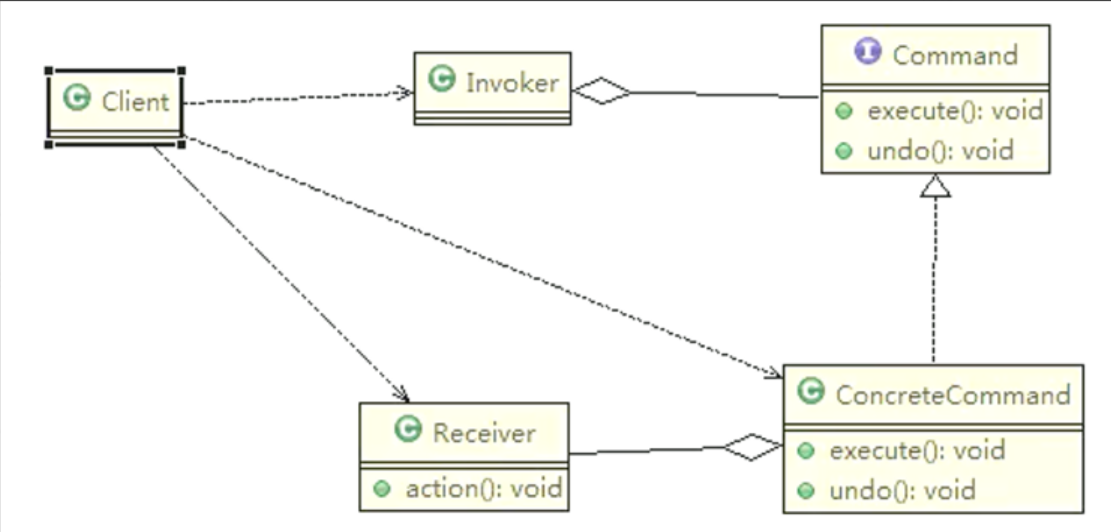 Client
Invoker
Command
execute(): void
undo(): void
Receiver
action(): void
ConcreteCommand
execute(): void
undo(): void